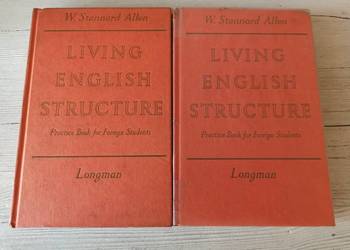 W. Stannard Allen
LIVING
ENGLISH
STRUCTURE
Practice Book for Foreign Students
Longman
W. Stannard Allen
LIVING
ENGLISH
STRUCTURE
Practice Book for Foreign Students
Longman